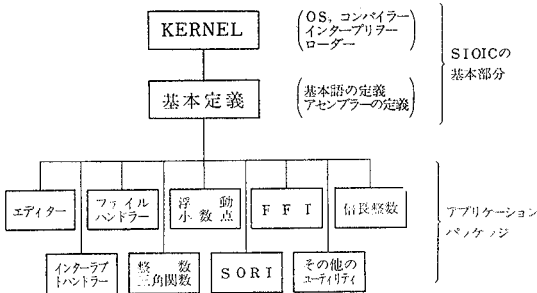 KERNEL
(OS，コンパイラー
インタープリター
ローダー)
SIOICの
基本部分
基本定義
(基本語の定義
アセンブラーの定義)
エディター
ファイル
ハンドラー
浮動
小数点
FFI
倍長整数
アプリケーション
パッケージ
インターラプ
トハンドラー
整数
三角関数
SORI
その他の
ユーティリティ